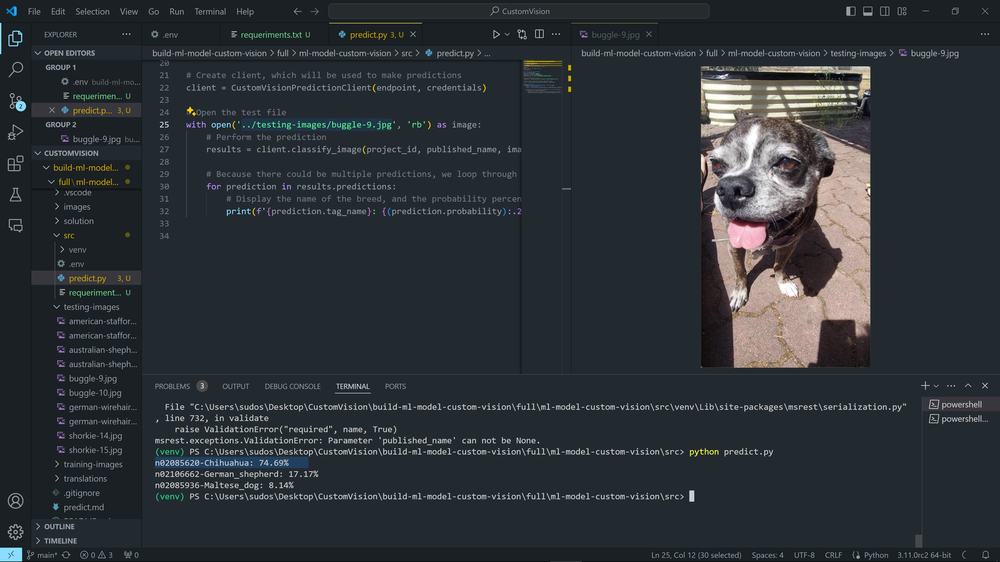 File Edit Selection View Go Run Terminal Help
CustomVision
EXPLORER
OPEN EDITORS
GROUP 1
.env build-ml-mo...
requerimen... U
predict.p... 3, U
GROUP 2
buggle-9.jpg bu...
CUSTOMVISION
build-ml-model...
full\ml-model...
.vscode
images
solution
src
venv
.env
predict.py 3, U
requeriment... U
testing-images
american-staffor...
american-staffor...
australian-sheph...
australian-sheph...
buggle-9.jpg
buggle-10.jpg
german-wirehair...
german-wirehair...
shorkie-14.jpg
shorkie-15.jpg
training-images
translations
.gitignore
predict.md
OUTLINE
TIMELINE
2
.env
requeriments.txt U
predict.py 3, U
build-ml-model-custom-vision > full > ml-model-custom-vision > src > predict.py > ...
20
21 # Create client, which will be used to make predictions
22 client = CustomVisionPredictionClient(endpoint, credentials)
23
24 # Open the test file
25 with open('../testing-images/buggle-9.jpg', 'rb') as image:
26 # Perform the prediction
27 results = client.classify_image(project_id, published_name, ima
28
29 # Because there could be multiple predictions, we loop through
30 for prediction in results.predictions:
31 # Display the name of the breed, and the probability percen
32 print(f'{prediction.tag_name}: {(prediction.probability):.2
33
34
buggle-9.jpg
build-ml-model-custom-vision > full > ml-model-custom-vision > testing-images > buggle-9.jpg
PROBLEMS 3 OUTPUT DEBUG CONSOLE TERMINAL PORTS
File "C:\Users\sudos\Desktop\CustomVision\build-ml-model-custom-vision\full\ml-model-custom-vision\src\venv\Lib\site-packages\msrest\serialization.py"
, line 732, in validate
raise ValidationError("required", name, True)
msrest.exceptions.ValidationError: Parameter 'published_name' can not be None.
(venv) PS C:\Users\sudos\Desktop\CustomVision\build-ml-model-custom-vision\full\ml-model-custom-vision\src> python predict.py
n02085620-Chihuahua: 74.69%
n02106662-German_shepherd: 17.17%
n02085936-Maltese_dog: 8.14%
(venv) PS C:\Users\sudos\Desktop\CustomVision\build-ml-model-custom-vision\full\ml-model-custom-vision\src>
powershell
powershell...
main* 0 3 0
Ln 25, Col 12 (30 selected) Spaces: 4 UTF-8 CRLF Python 3.11.0rc2 64-bit